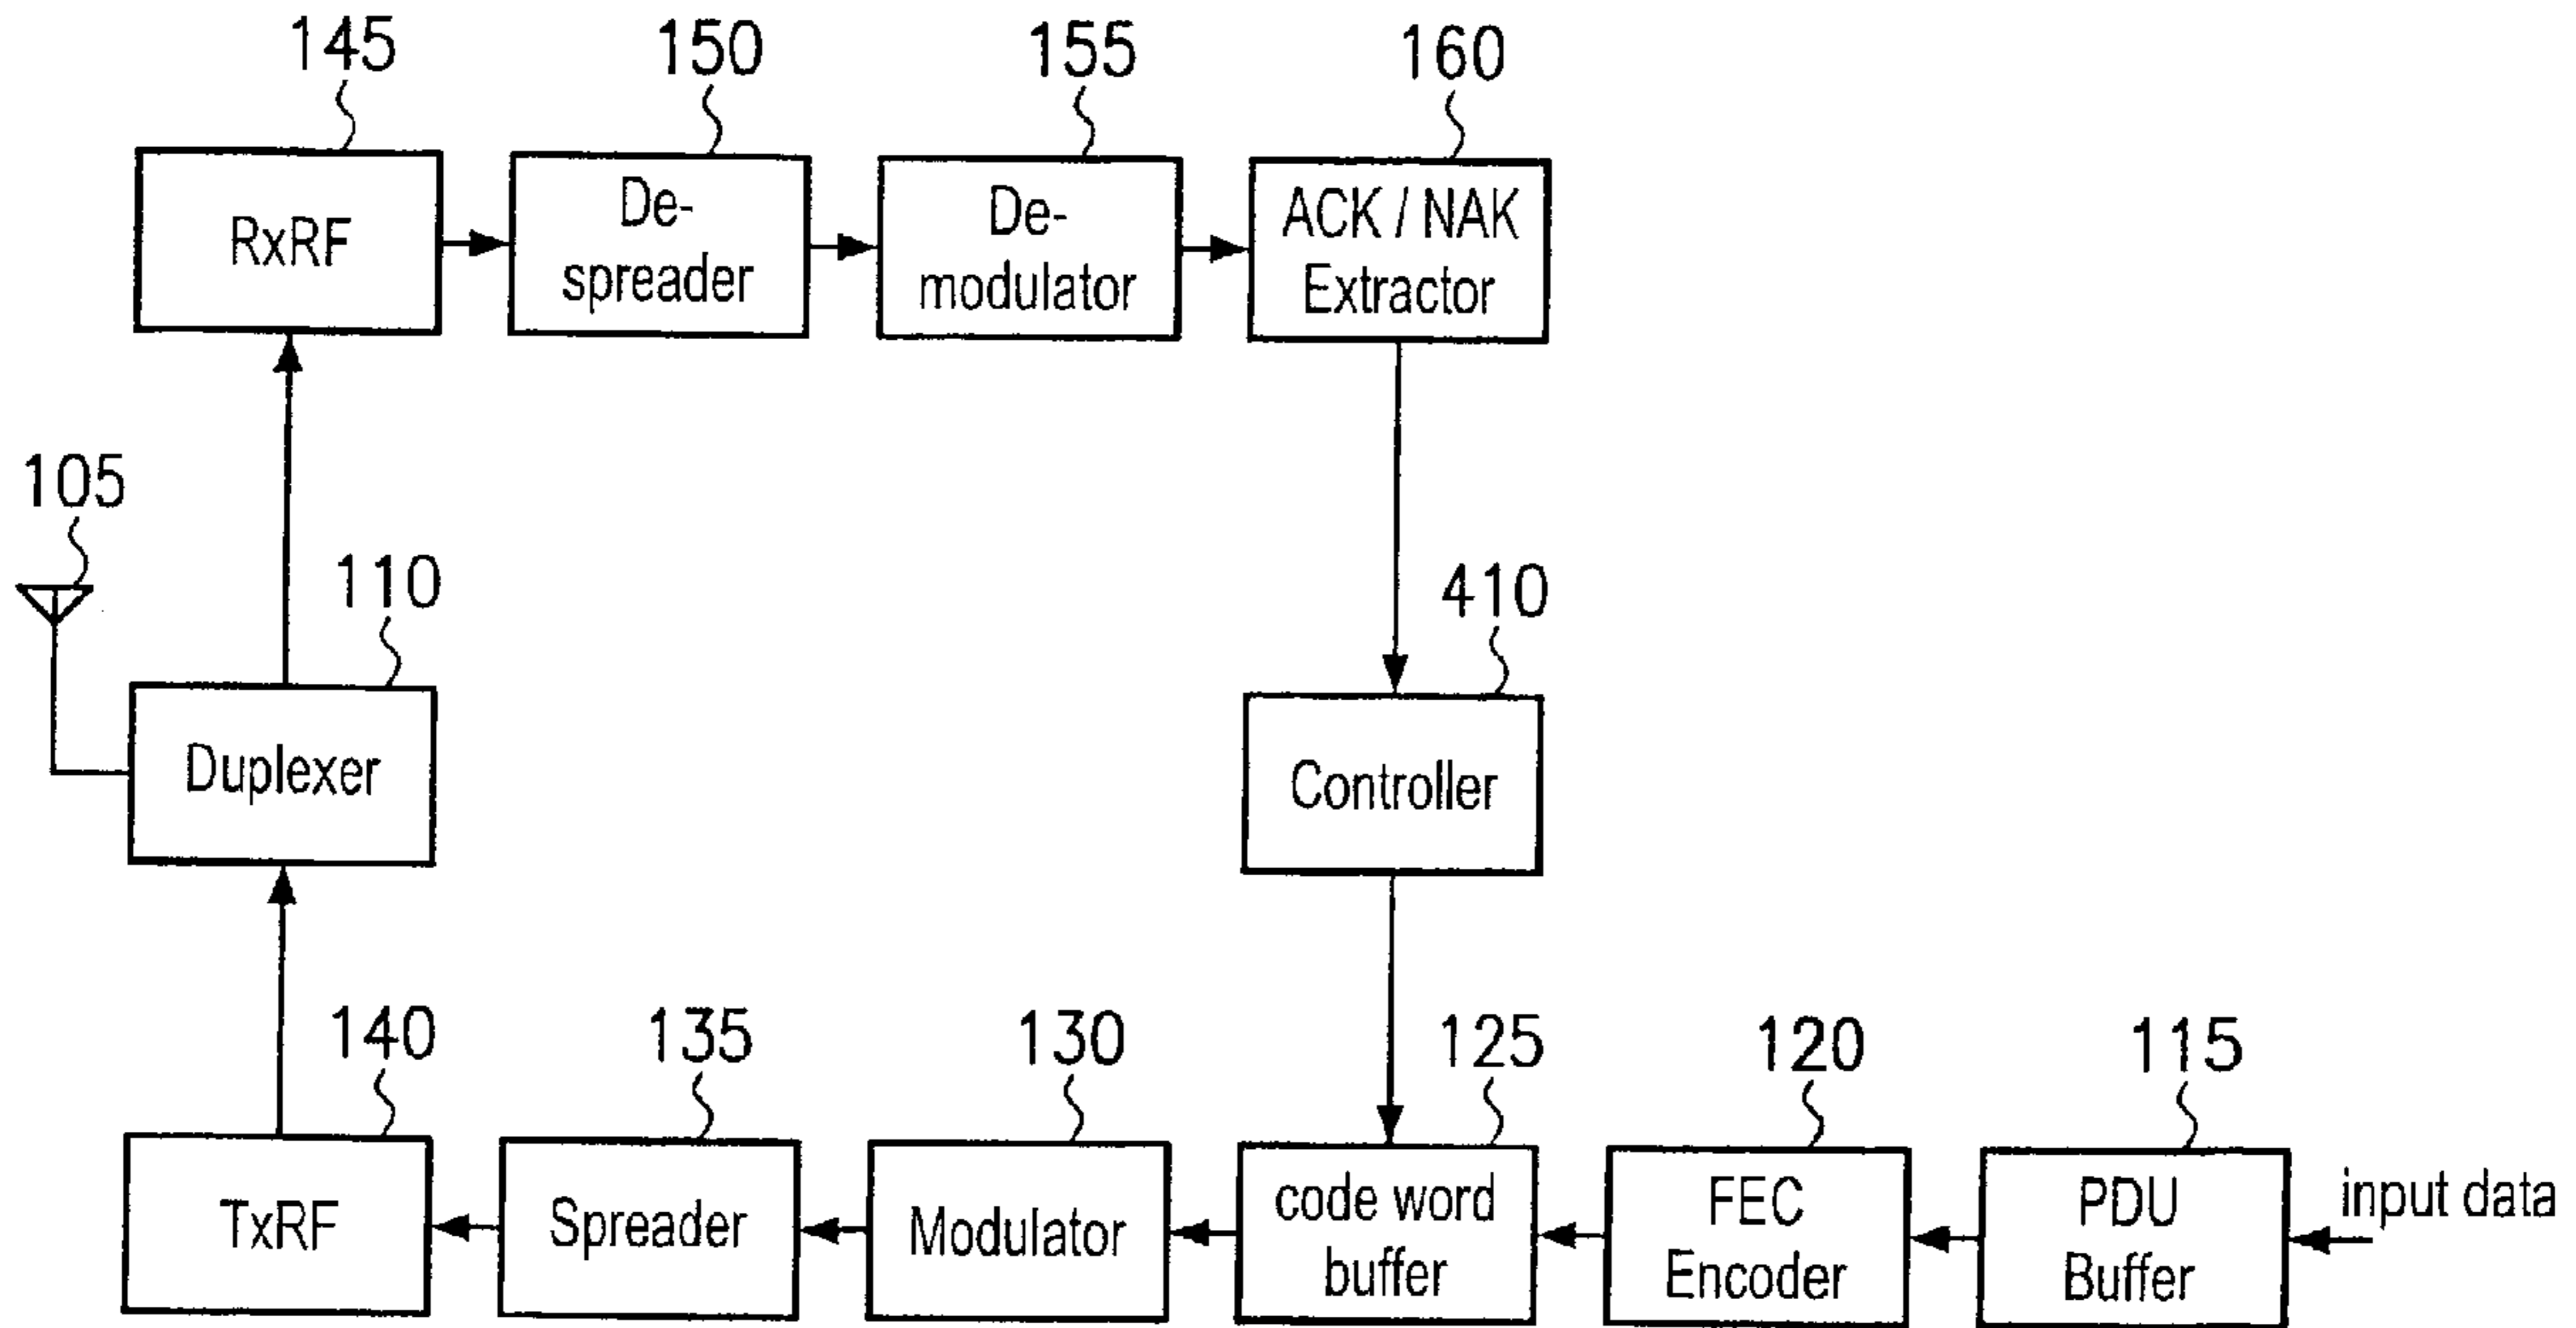 145
150
155
160
RxRF
De-
spreader
De-
modulator
ACK / NAK
Extractor
105
110
410
Duplexer
Controller
140
135
130
125
120
115
TxRF
Spreader
Modulator
code word
buffer
FEC
Encoder
PDU
Buffer
input data